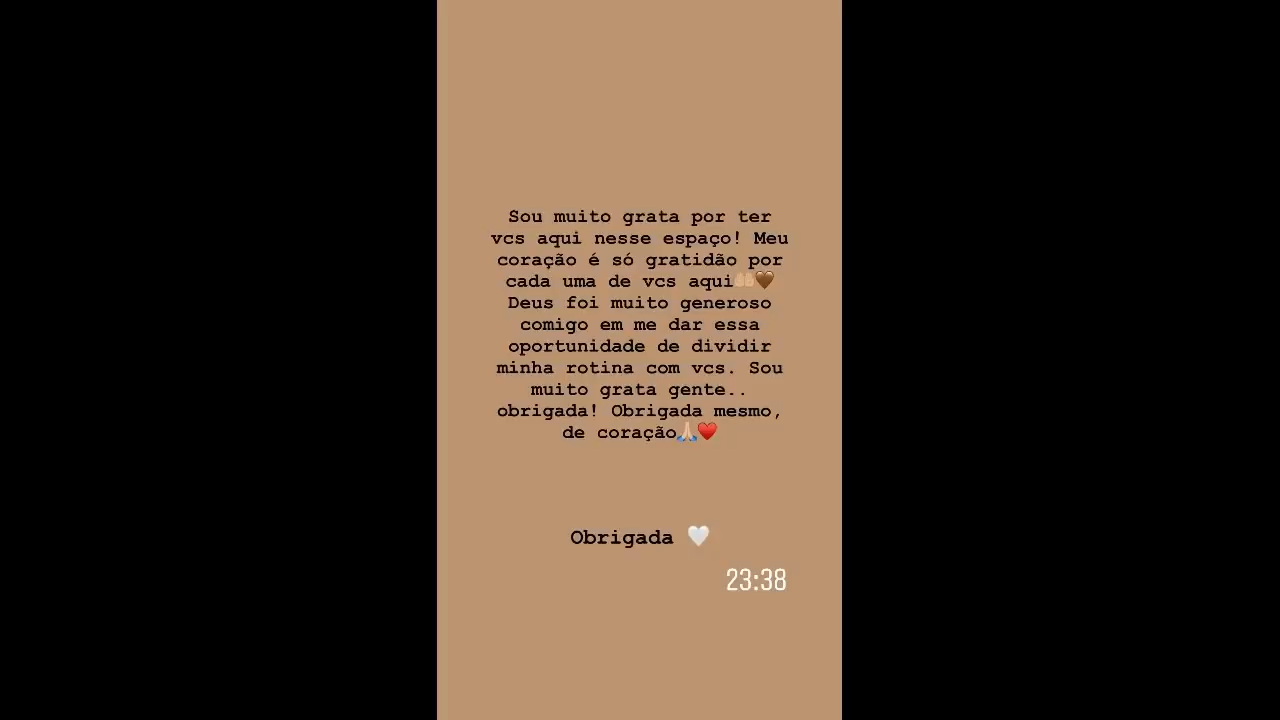 Sou muito grata por ter
vcs aqui nesse espaço! Meu
coração é só gratidão por
cada uma de vcs aqui🤲🏼🤎
Deus foi muito generoso
comigo em me dar essa
oportunidade de dividir
minha rotina com vcs. Sou
muito grata gente..
obrigada! Obrigada mesmo,
de coração🙏🏼❤️
Obrigada 🤍
23:38